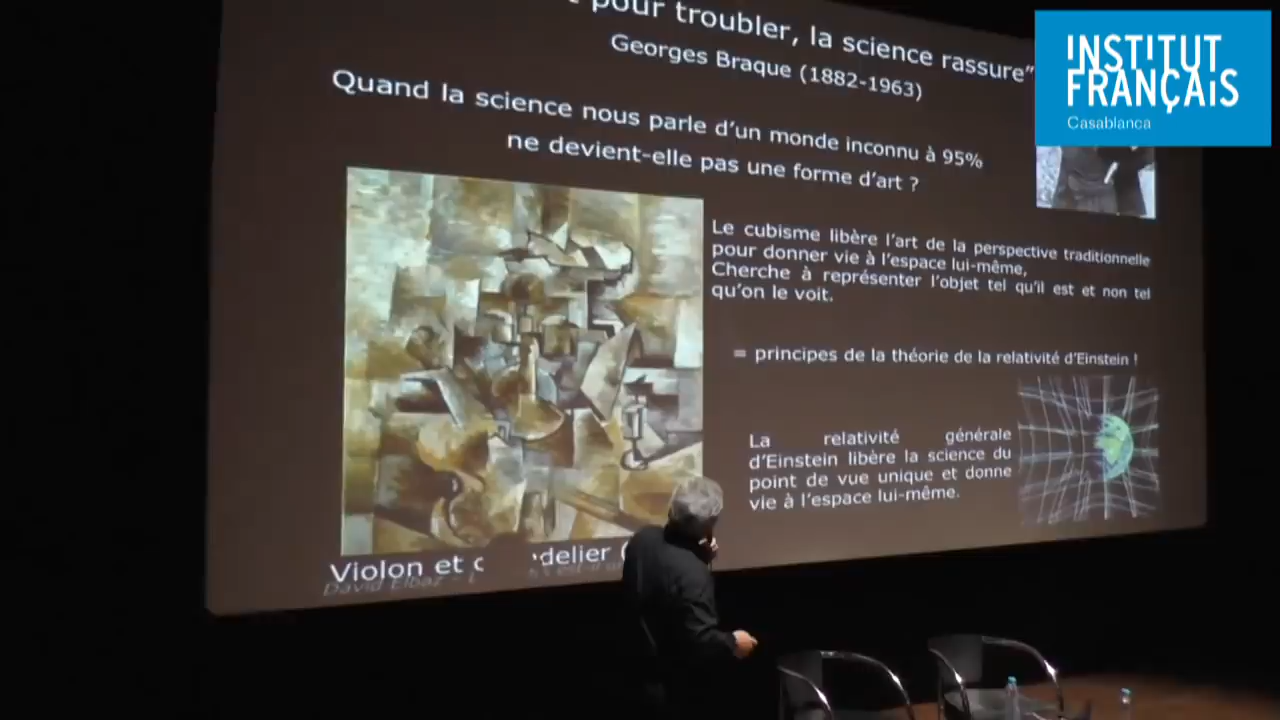 pour troubler, la science rassure"
Georges Braque (1882-1963)
Quand la science nous parle d'un monde inconnu à 95%
ne devient-elle pas une forme d'art ?
Le cubisme libère l'art de la perspective traditionnelle
pour donner vie à l'espace lui-même,
Cherche à représenter l'objet tel qu'il est et non tel
qu'on le voit.
= principes de la théorie de la relativité d'Einstein !
La relativité générale
d'Einstein libère la science du
point de vue unique et donne
vie à l'espace lui-même.
Violon et c delier
David Elbaz -
INSTITUT
FRANÇAIS
Casablanca